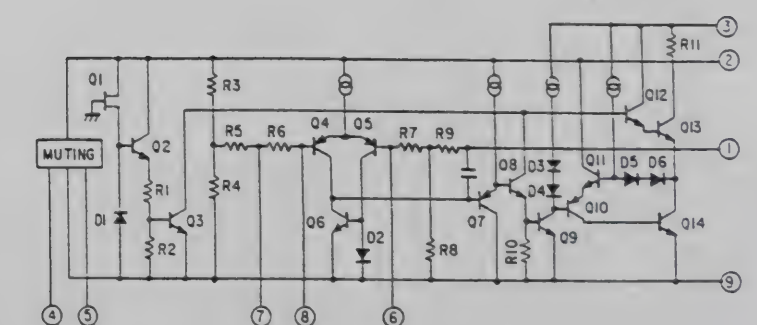 ③
R11
②
Q1
R3
Q12
Q4
Q5
Q13
R5
R6
R7
R9
①
MUTING
Q2
Q8
D3
Q11
D5
D6
R4
D4
R1
Q10
D1
Q3
Q6
Q7
Q9
Q14
R2
D2
R8
R10
⑨
④
⑤
⑦
⑧
⑥